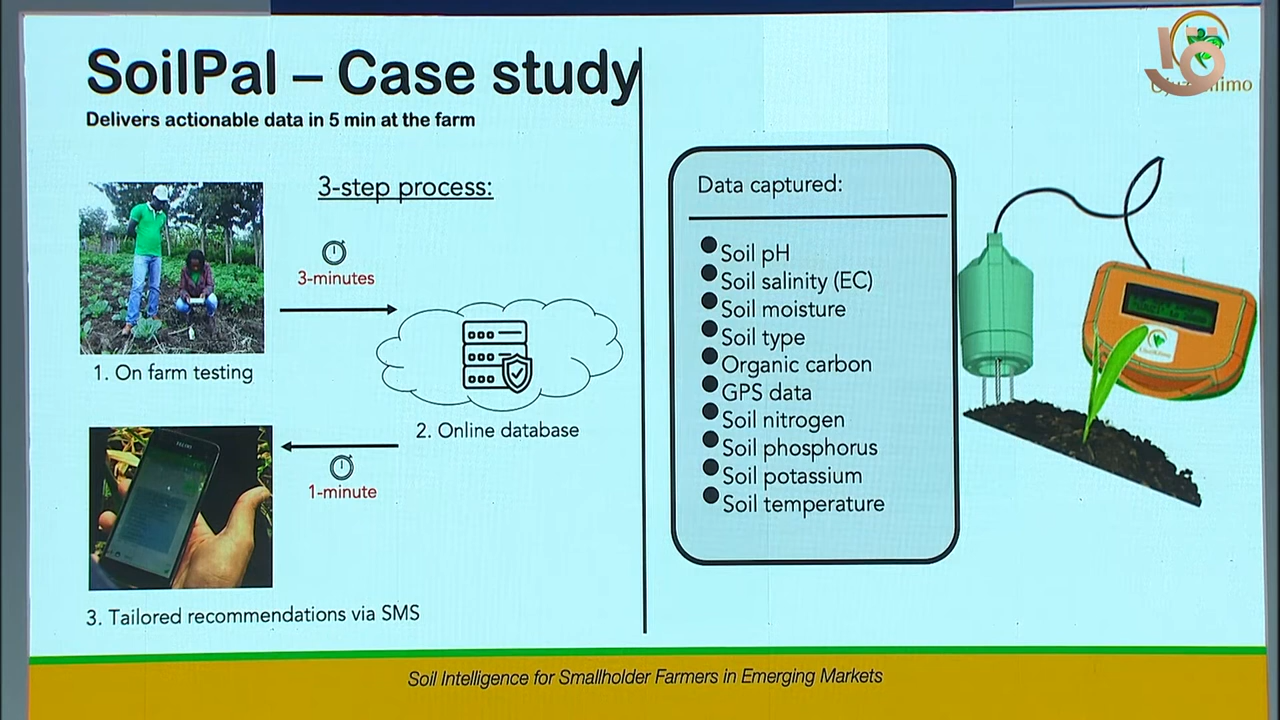 SoilPal – Case study
Delivers actionable data in 5 min at the farm
3-step process:
3-minutes
1. On farm testing
2. Online database
1-minute
3. Tailored recommendations via SMS
Data captured:
Soil pH
Soil salinity (EC)
Soil moisture
Soil type
Organic carbon
GPS data
Soil nitrogen
Soil phosphorus
Soil potassium
Soil temperature
Soil Intelligence for Smallholder Farmers in Emerging Markets